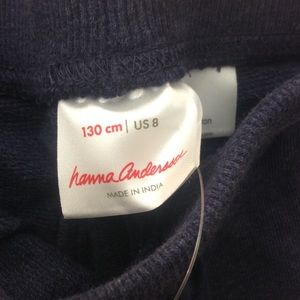 130 cm | US 8
hanna andersson
MADE IN INDIA